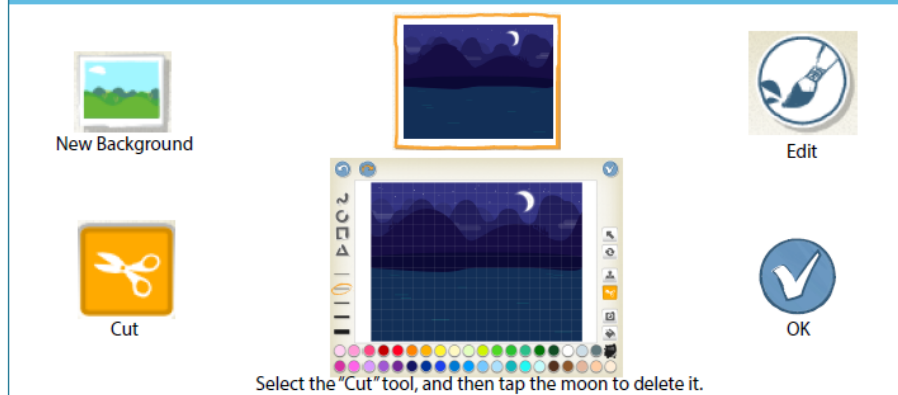 New Background
Edit
Cut
OK
Select the "Cut" tool, and then tap the moon to delete it.